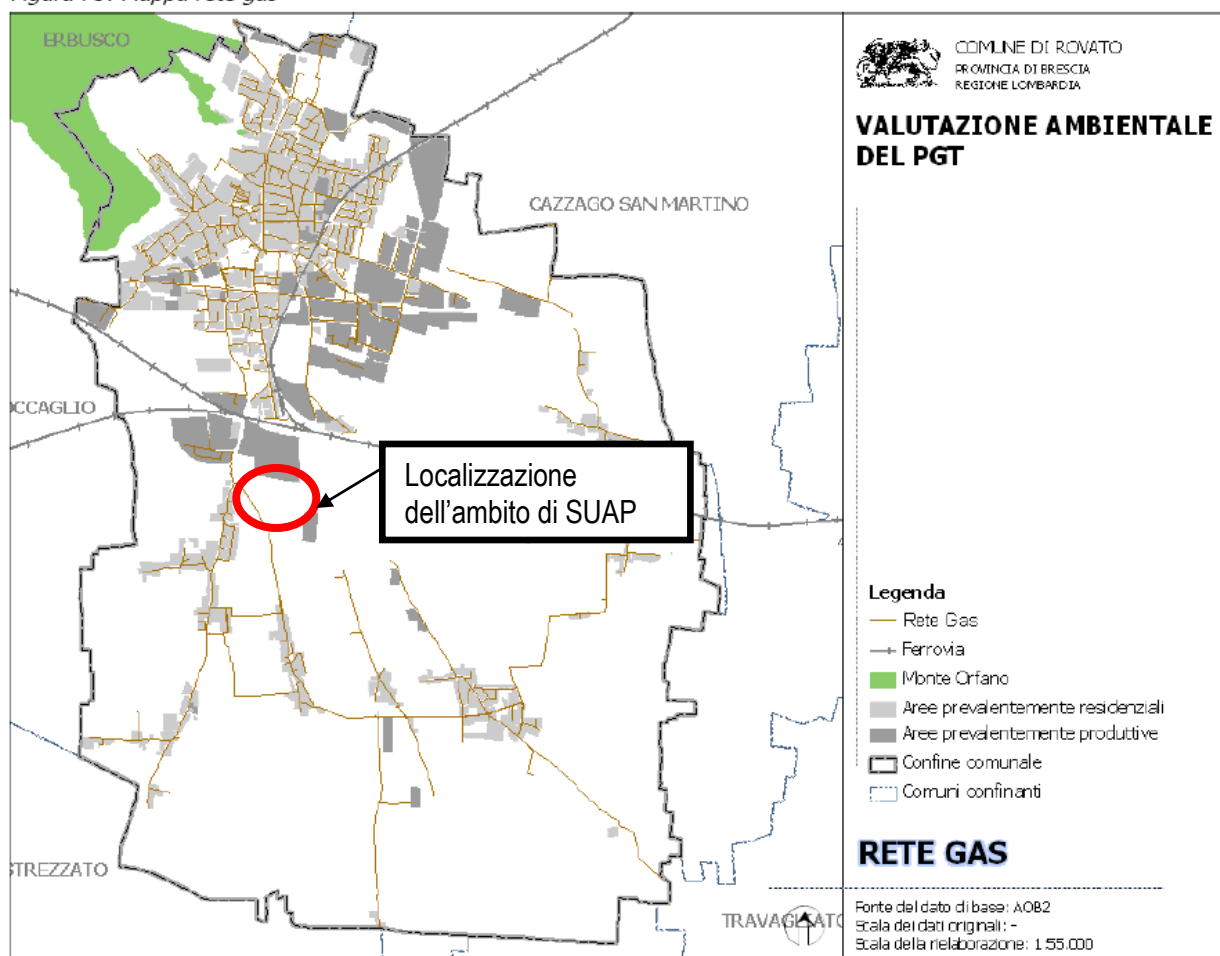 ERBUSCO
CAZZAGO SAN MARTINO
OCCAGLIO
Localizzazione
dell'ambito di SUAP
STREZZATO
COMUNE DI ROVATO
PROVINCIA DI BRESCIA
REGIONE LOMBARDIA
VALUTAZIONE AMBIENTALE
DEL PGT
Legenda
Rete Gas
Ferrovia
Monte Orfano
Aree prevalentemente residenziali
Aree prevalentemente produttive
Confine comunale
Comuni confinanti
RETE GAS
Fonte del dato di base: AOB2
Scala dei dati originali: -
Scala della rielaborazione: 1:55.000